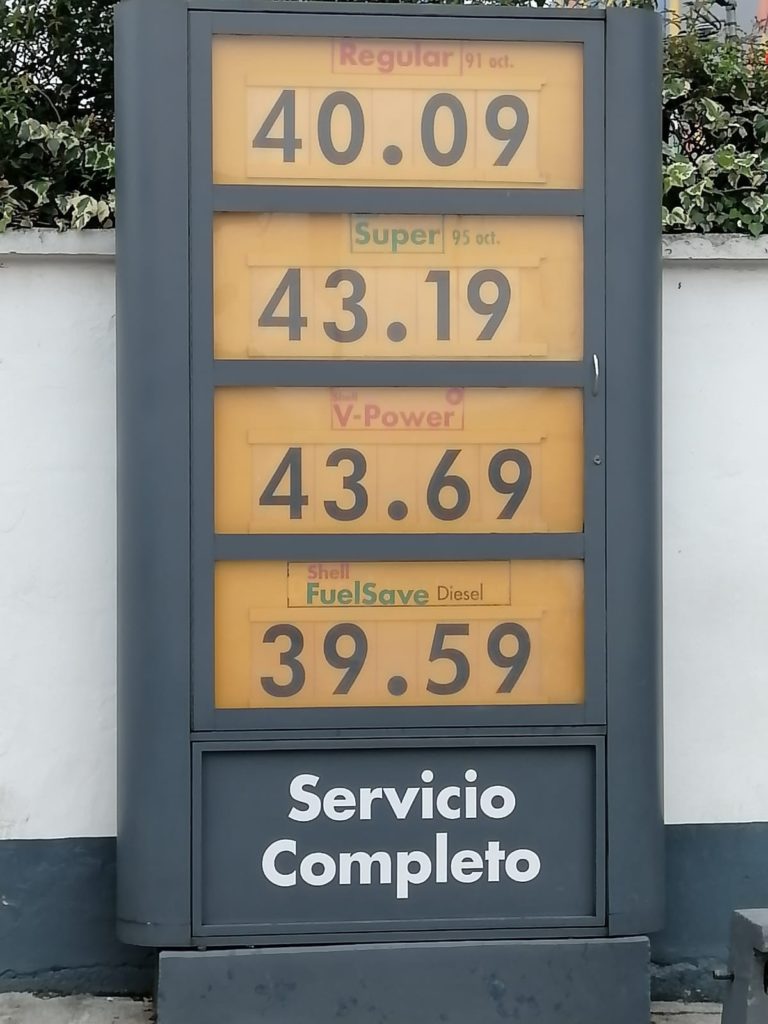 Regular 91 oct.
40.09
Super 95 oct.
43.19
Shell
V-Power
43.69
Shell
FuelSave Diesel
39.59
Servicio
Completo